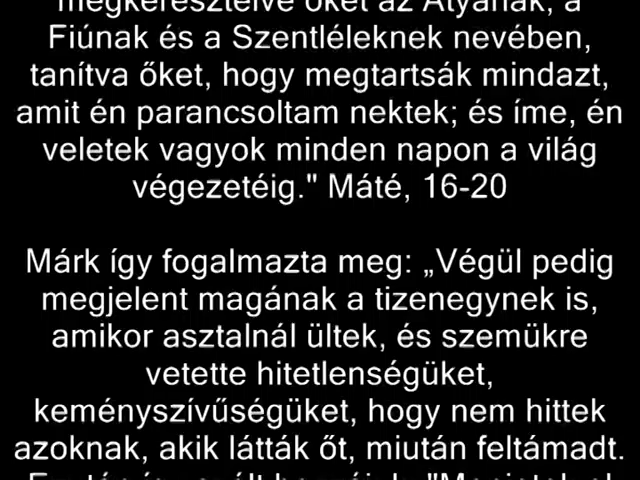 megkeresztelve őket az Atyának, a
Fiúnak és a Szentléleknek nevében,
tanítva őket, hogy megtartsák mindazt,
amit én parancsoltam nektek; és íme, én
veletek vagyok minden napon a világ
végezetéig." Máté, 16-20
Márk így fogalmazta meg: „Végül pedig
megjelent magának a tizenegynek is,
amikor asztalnál ültek, és szemükre
vetette hitetlenségüket,
keményszívűségüket, hogy nem hittek
azoknak, akik látták őt, miután feltámadt.